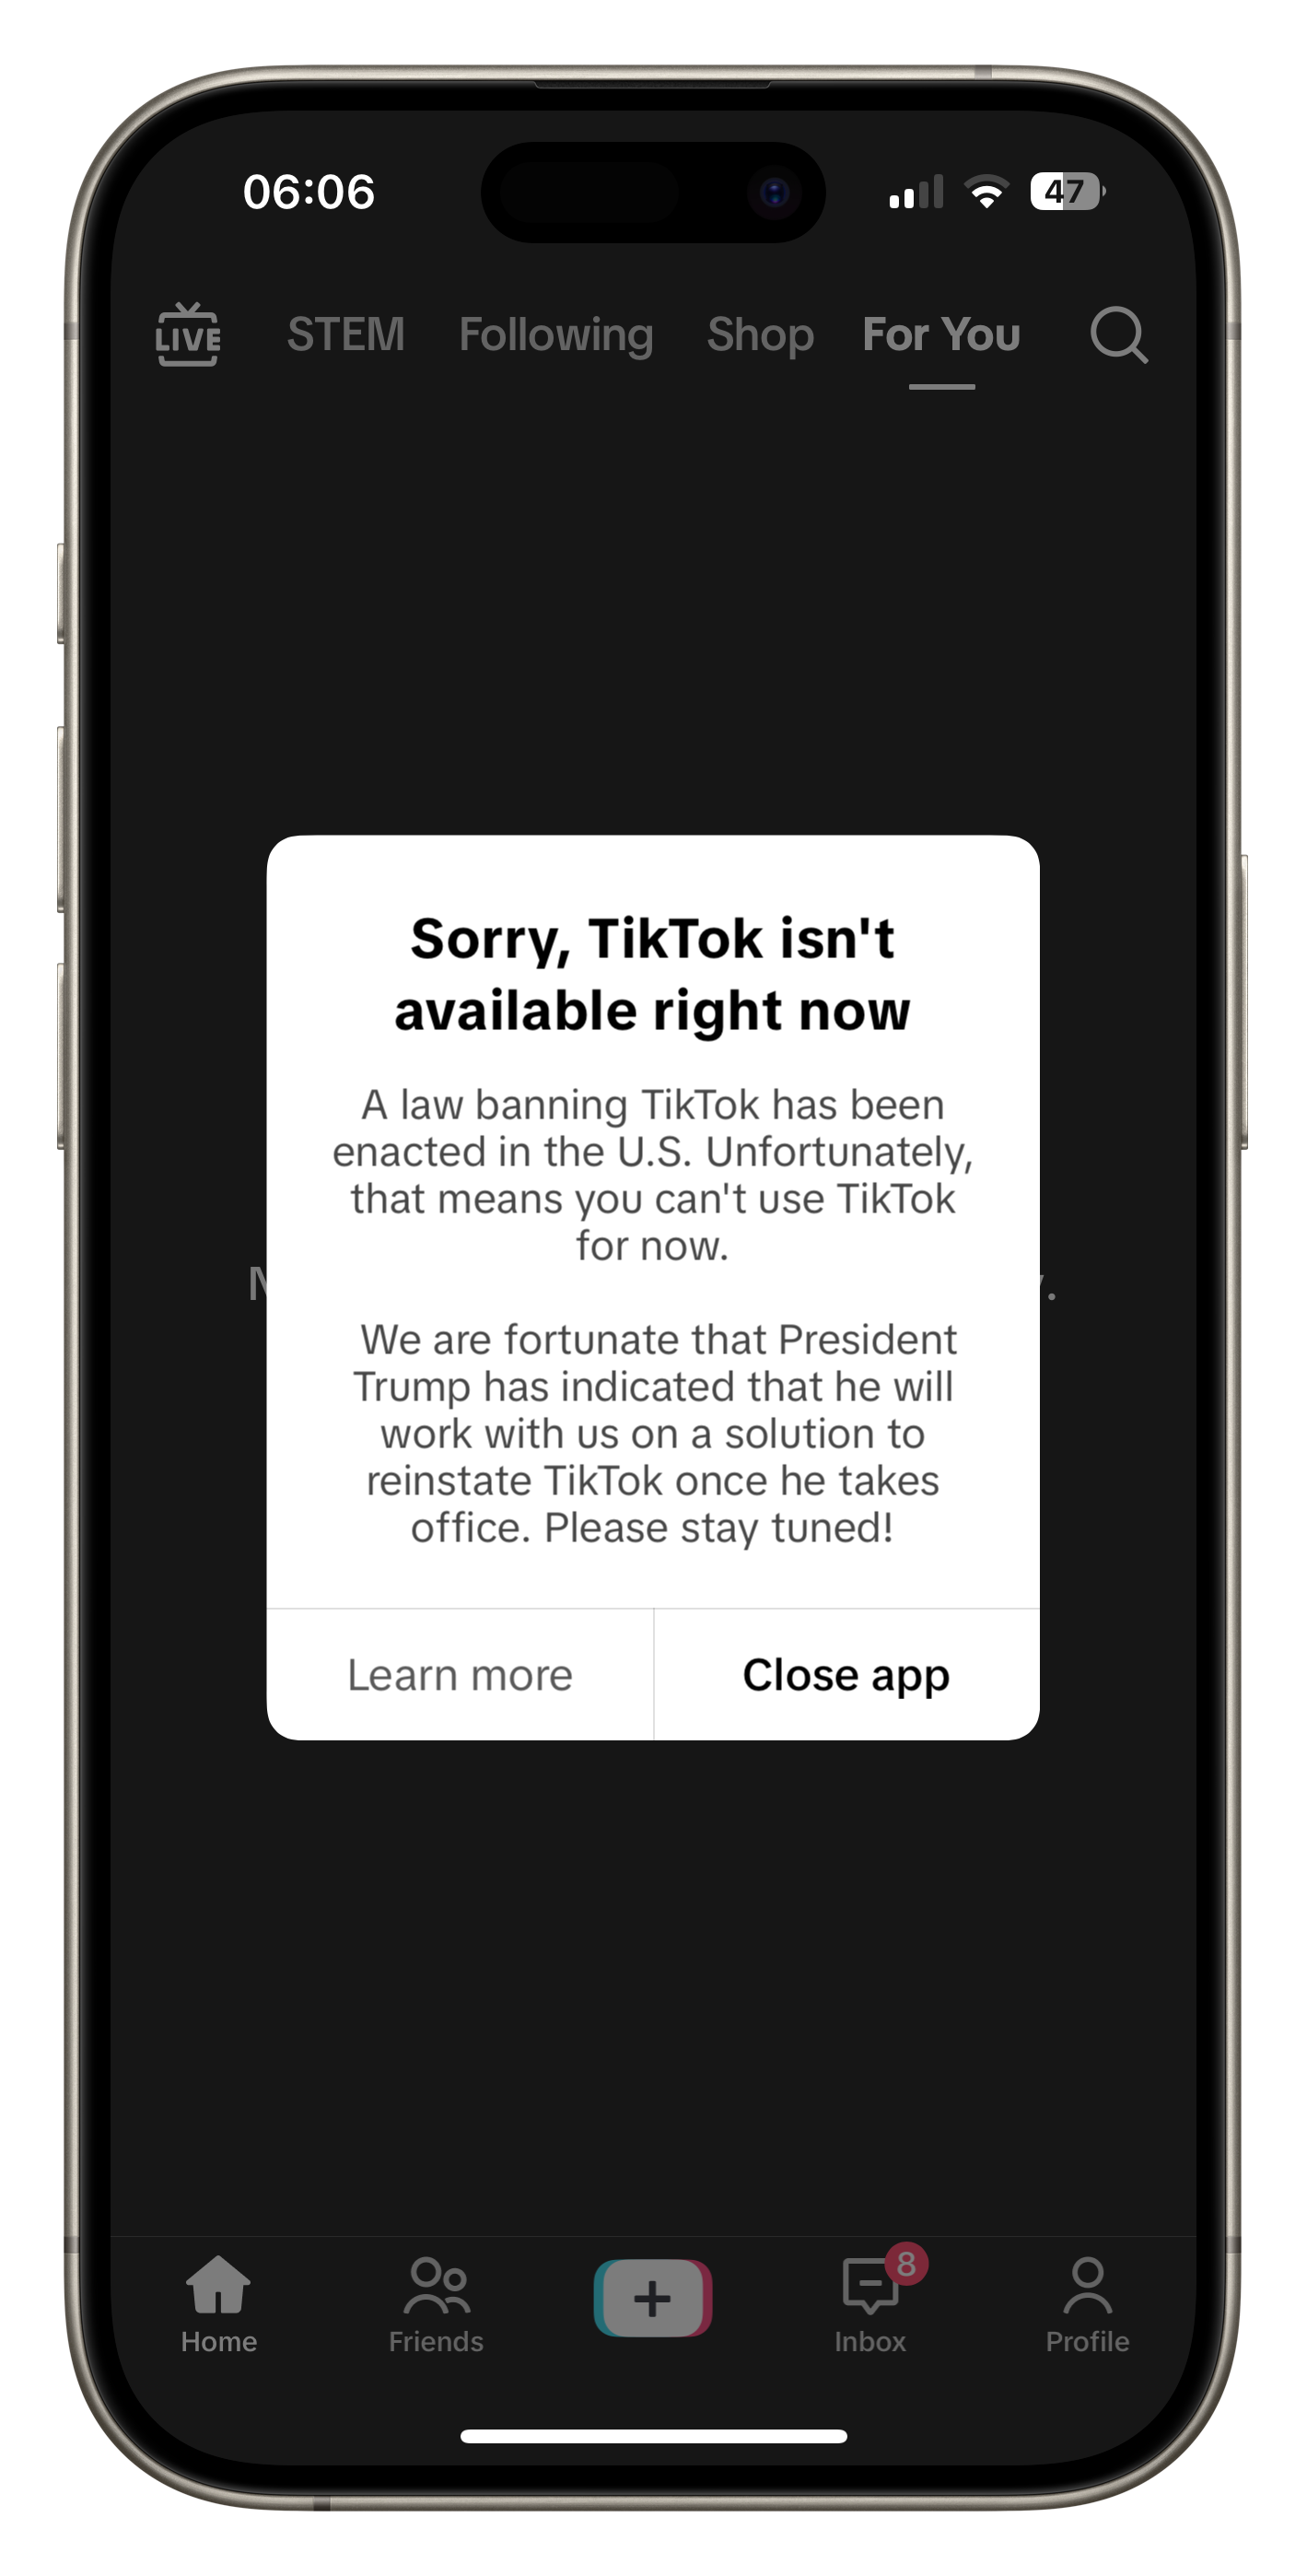 06:06
47
LIVE STEM Following Shop For You
Sorry, TikTok isn't
available right now
A law banning TikTok has been
enacted in the U.S. Unfortunately,
that means you can't use TikTok
for now.
We are fortunate that President
Trump has indicated that he will
work with us on a solution to
reinstate TikTok once he takes
office. Please stay tuned!
Learn more Close app
8
Home Friends Inbox Profile